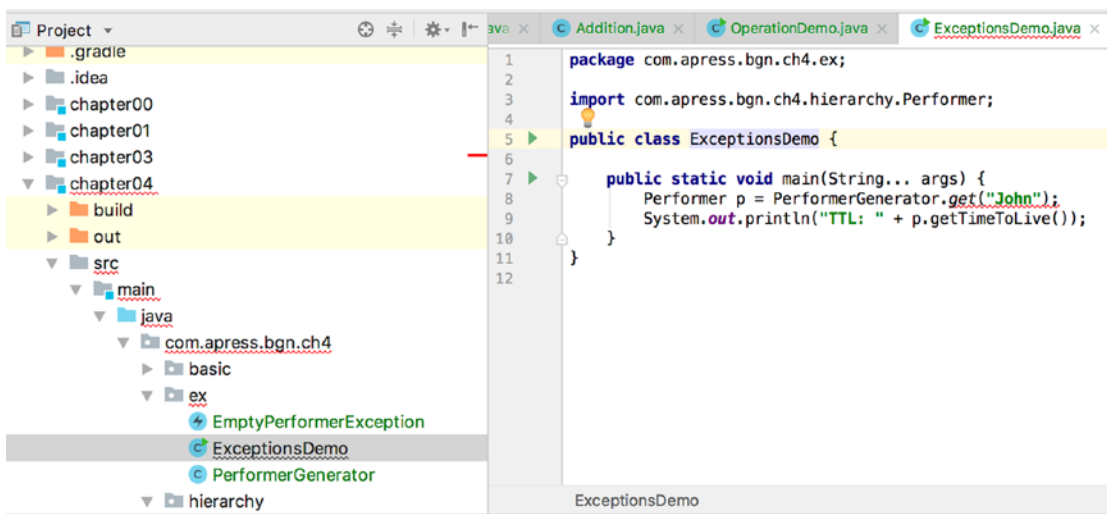 Project
.gradle
.idea
chapter00
chapter01
chapter03
chapter04
build
out
src
main
java
com.apress.bgn.ch4
basic
ex
EmptyPerformerException
ExceptionsDemo
PerformerGenerator
hierarchy
ava Addition.java OperationDemo.java ExceptionsDemo.java
1 package com.apress.bgn.ch4.ex;
2
3 import com.apress.bgn.ch4.hierarchy.Performer;
4
5 public class ExceptionsDemo {
6
7 public static void main(String... args) {
8 Performer p = PerformerGenerator.get("John");
9 System.out.println("TTL: " + p.getTimeToLive());
10 }
11 }
12
ExceptionsDemo